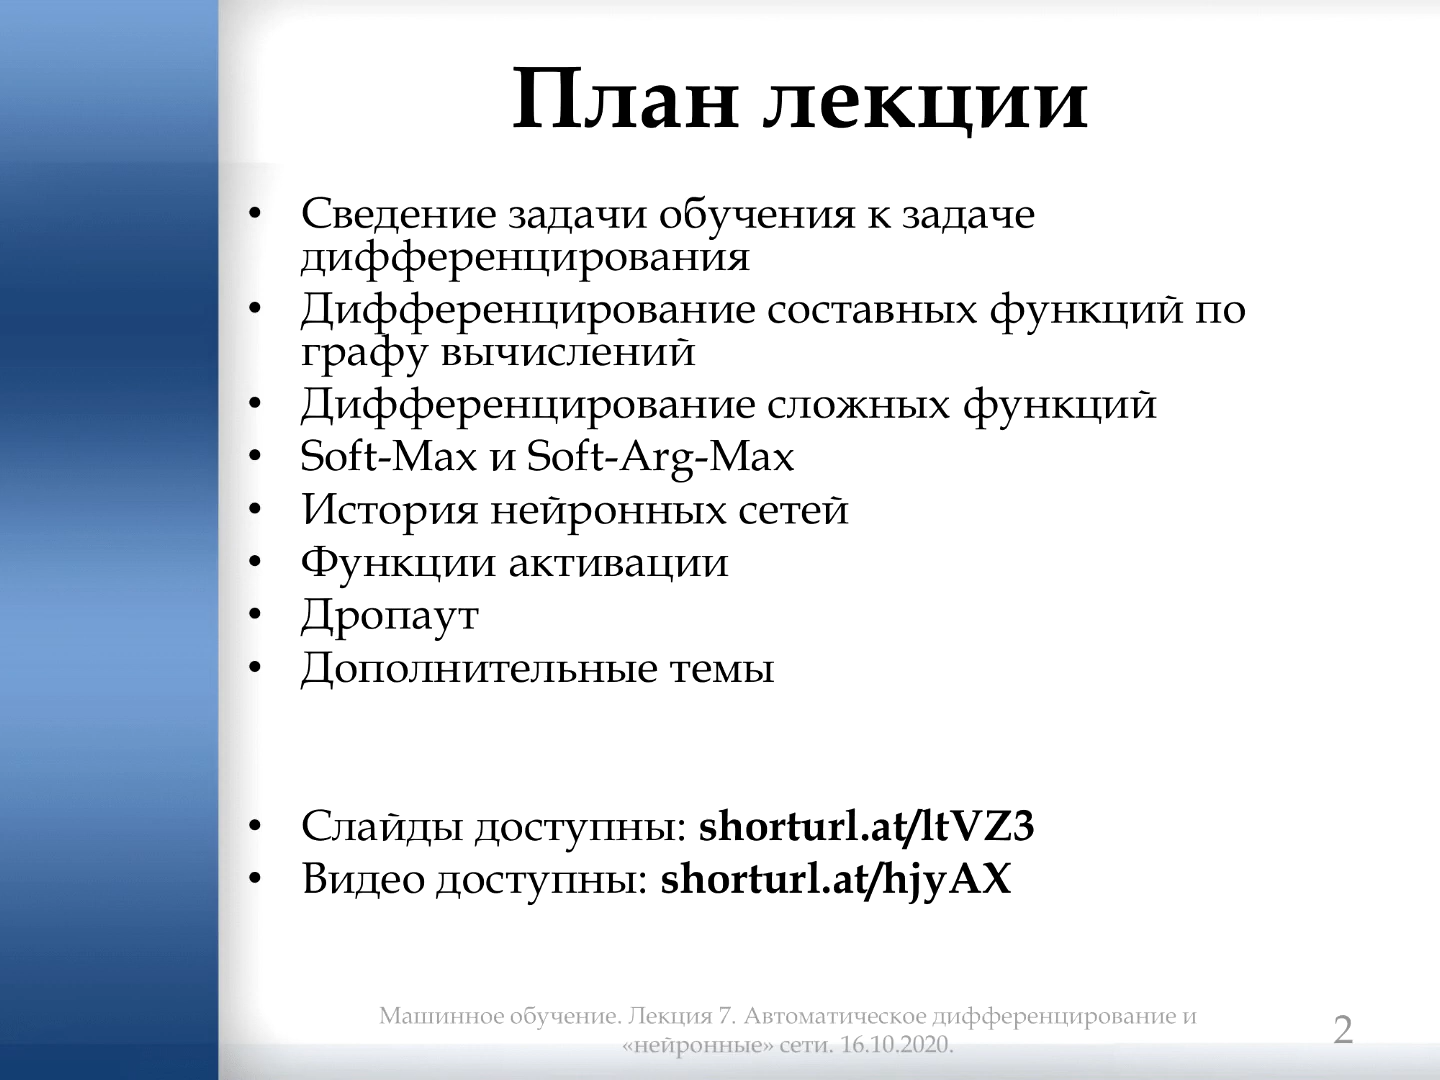 План лекции
• Сведение задачи обучения к задаче
дифференцирования
• Дифференцирование составных функций по
графу вычислений
• Дифференцирование сложных функций
• Soft-Max и Soft-Arg-Max
• История нейронных сетей
• Функции активации
• Дропаут
• Дополнительные темы
• Слайды доступны: shorturl.at/ltVZ3
• Видео доступны: shorturl.at/hjyAX
Машинное обучение. Лекция 7. Автоматическое дифференцирование и
«нейронные» сети. 16.10.2020.
2